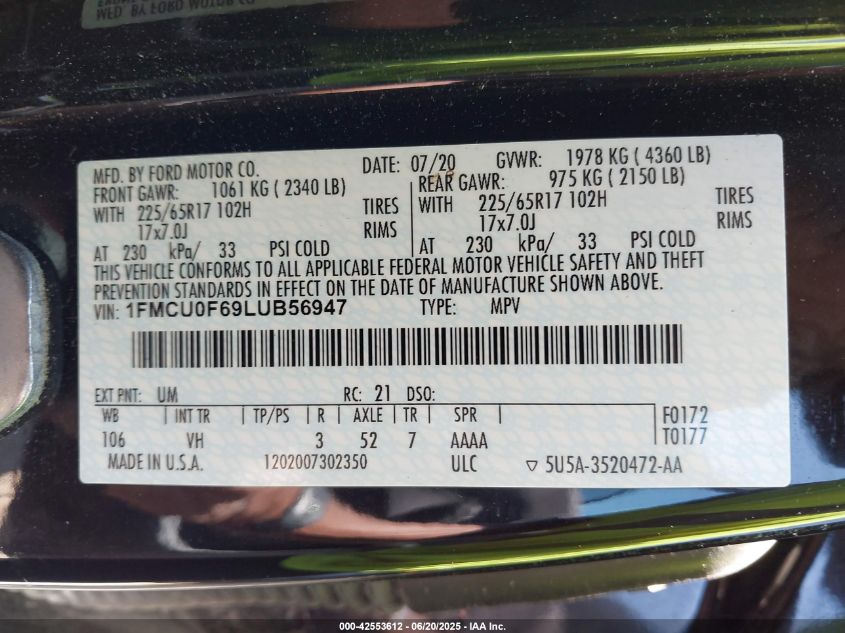 WED. BY FORD MOTOR CO
MFD. BY FORD MOTOR CO. DATE: 07/20 GVWR: 1978 KG (4360 LB)
FRONT GAWR: 1061 KG (2340 LB) REAR GAWR: 975 KG (2150 LB)
WITH 225/65R17 102H TIRES WITH 225/65R17 102H TIRES
17x7.0J RIMS 17x7.0J RIMS
AT 230 kPa/ 33 PSI COLD AT 230 kPa/ 33 PSI COLD
THIS VEHICLE CONFORMS TO ALL APPLICABLE FEDERAL MOTOR VEHICLE SAFETY AND THEFT
PREVENTION STANDARDS IN EFFECT ON THE DATE OF MANUFACTURE SHOWN ABOVE.
VIN: 1FMCU0F69LUB56947 TYPE: MPV
EXT PNT: UM RC: 21 DSO:
WB INT TR TP/PS R AXLE TR SPR F0172
106 VH 3 52 7 AAAA T0177
MADE IN U.S.A. 1202007302350 ULC ▽ 5U5A-3520472-AA
000-42553612 - 06/20/2025 - IAA Inc.